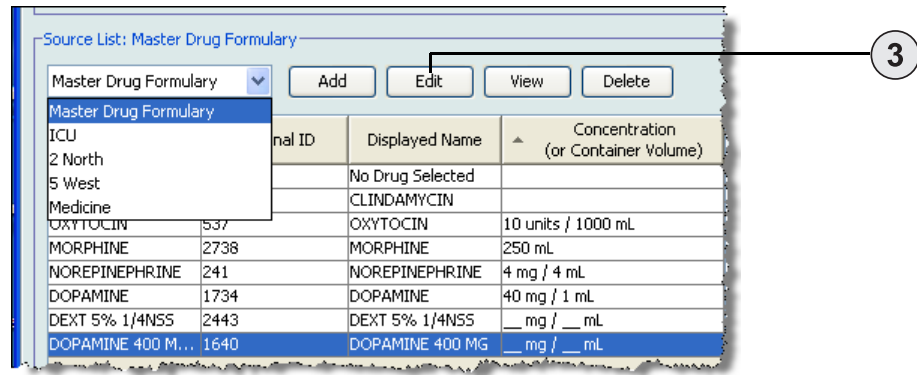 Source List: Master Drug Formulary
Master Drug Formulary Add Edit View Delete
3
Master Drug Formulary
ICU
2 North
5 West
Medicine
nal ID Displayed Name Concentration
(or Container Volume)
No Drug Selected
CLINDAMYCIN
OXYTOCIN 537 OXYTOCIN 10 units / 1000 mL
MORPHINE 2738 MORPHINE 250 mL
NOREPINEPHRINE 241 NOREPINEPHRINE 4 mg / 4 mL
DOPAMINE 1734 DOPAMINE 40 mg / 1 mL
DEXT 5% 1/4NSS 2443 DEXT 5% 1/4NSS __ mg / __ mL
DOPAMINE 400 M... 1640 DOPAMINE 400 MG __ mg / __ mL